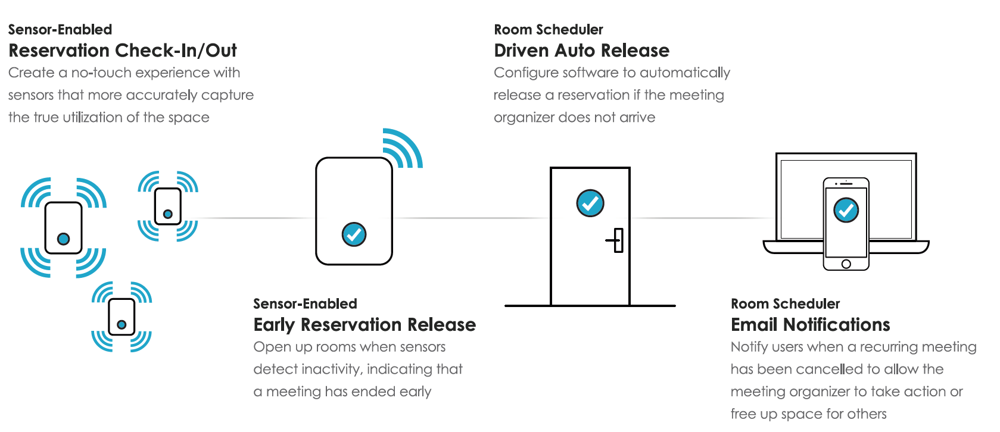 Sensor-Enabled
Reservation Check-In/Out
Create a no-touch experience with
sensors that more accurately capture
the true utilization of the space
Sensor-Enabled
Early Reservation Release
Open up rooms when sensors
detect inactivity, indicating that
a meeting has ended early
Room Scheduler
Driven Auto Release
Configure software to automatically
release a reservation if the meeting
organizer does not arrive
Room Scheduler
Email Notifications
Notify users when a recurring meeting
has been cancelled to allow the
meeting organizer to take action or
free up space for others